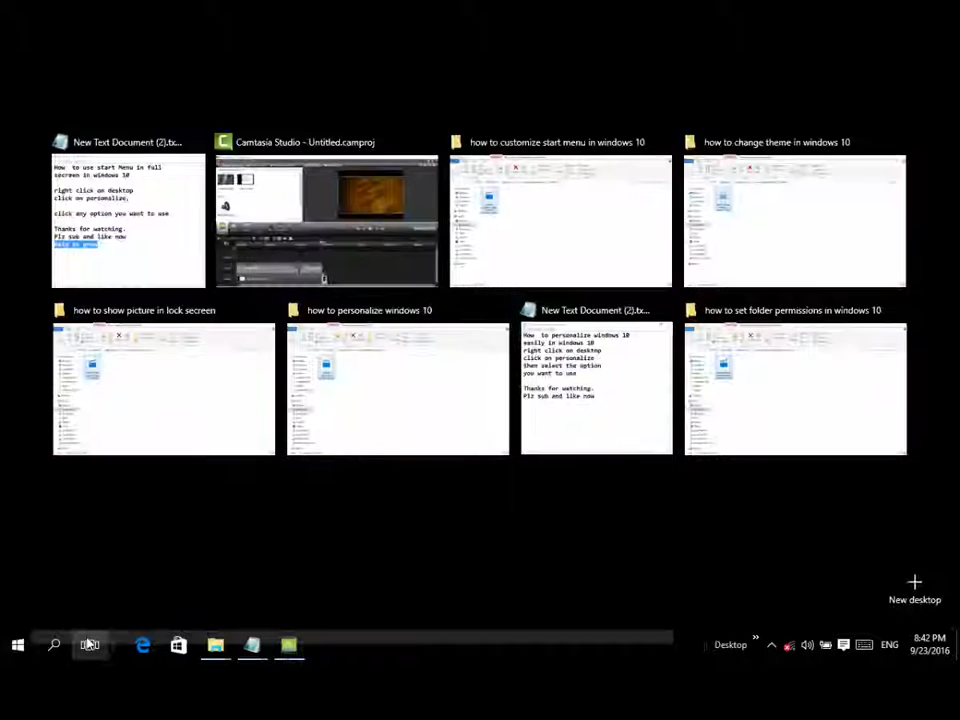 New Text Document (2).tx...
Camtasia Studio - Untitled.camproj
how to customize start menu in windows 10
how to change theme in windows 10
How to use start Menu in full
secreen in windows 10
right click on desktop
click on personalize,
click any option you want to use
Thanks for watching.
Plz sub and like now
how to show picture in lock secreen
how to personalize windows 10
New Text Document (2).tx...
how to set folder permissions in windows 10
How to personalize windows 10
easily in windows 10
right click on desktop
click on personalize
then select the option
you want to use
Thanks for watching.
Plz sub and like now
New desktop
Desktop
ENG
8:42 PM
9/23/2016